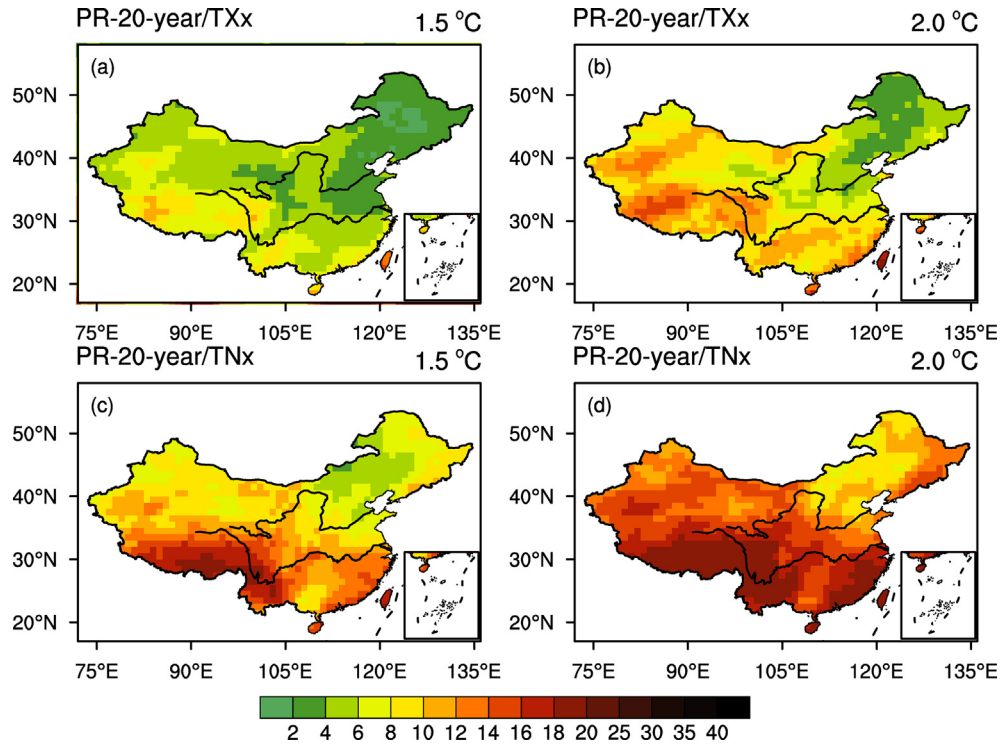 PR-20-year/TXx 1.5 °C
PR-20-year/TXx 2.0 °C
(a)
(b)
50°N
40°N
30°N
20°N
50°N
40°N
30°N
20°N
75°E 90°E 105°E 120°E 135°E
75°E 90°E 105°E 120°E 135°E
PR-20-year/TNx 1.5 °C
PR-20-year/TNx 2.0 °C
(c)
(d)
50°N
40°N
30°N
20°N
50°N
40°N
30°N
20°N
75°E 90°E 105°E 120°E 135°E
75°E 90°E 105°E 120°E 135°E
2 4 6 8 10 12 14 16 18 20 25 30 35 40